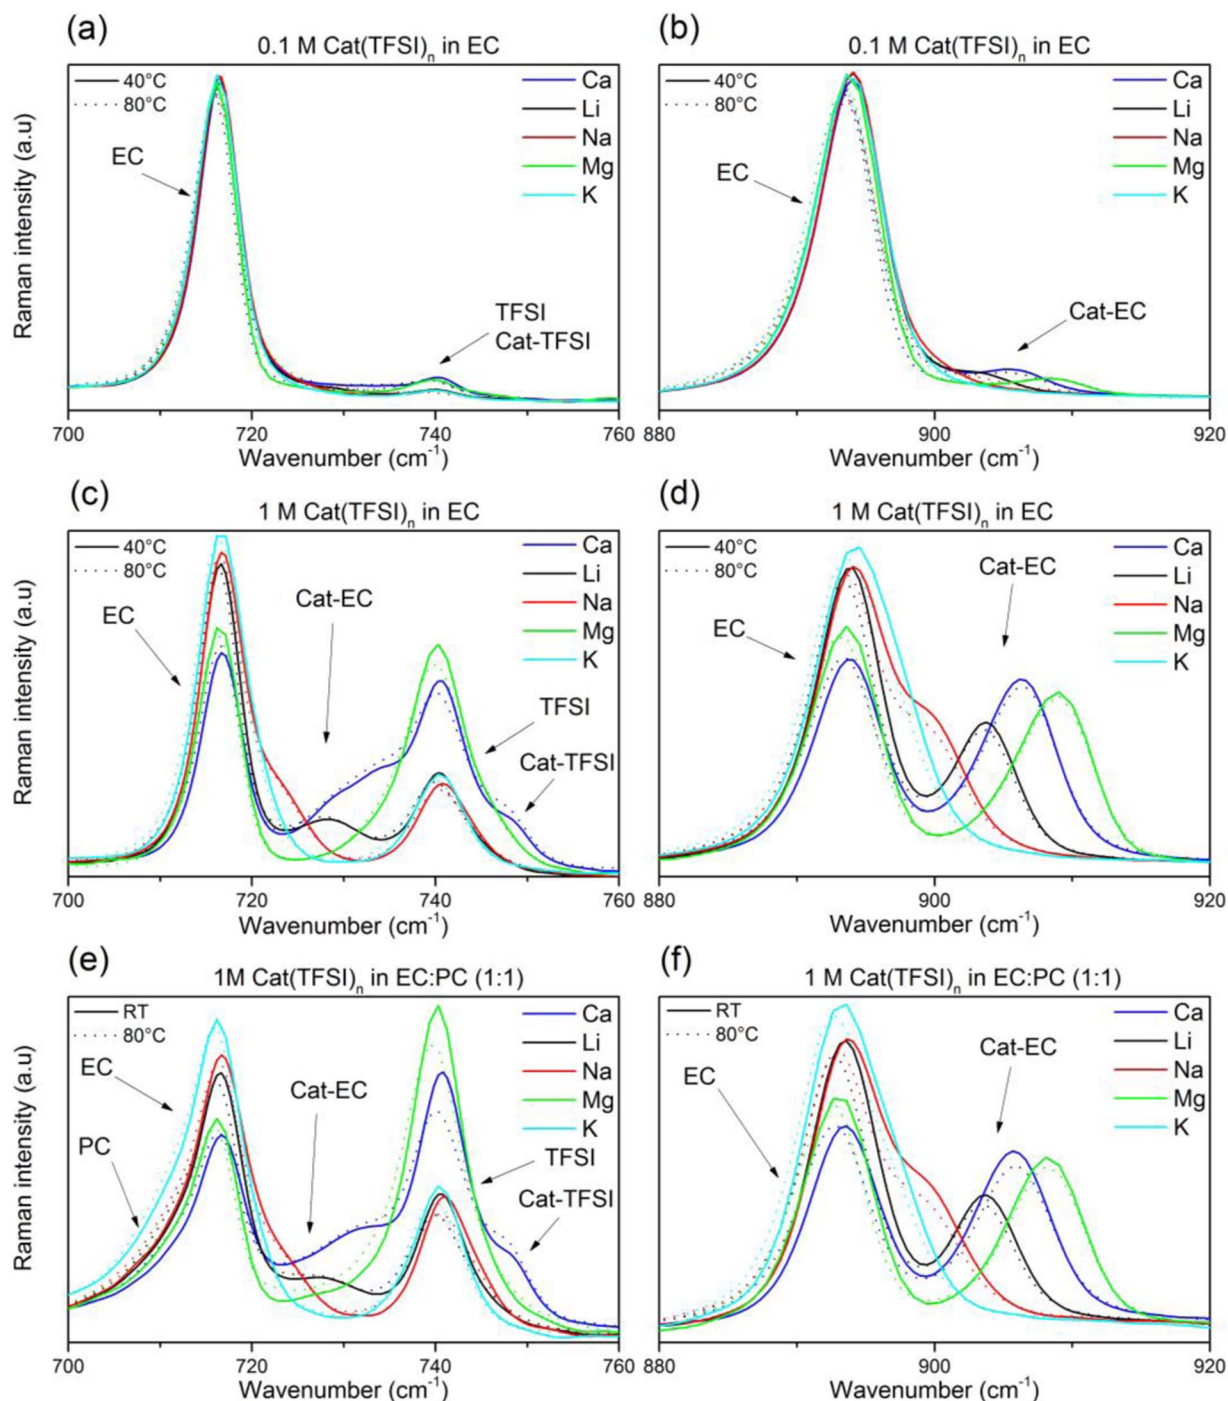 (a)
0.1 M Cat(TFSI)n in EC
40°C
80°C
EC
Ca
Li
Na
Mg
K
TFSI
Cat-TFSI
Raman intensity (a.u)
700 720 740 760
Wavenumber (cm-1)
(b)
0.1 M Cat(TFSI)n in EC
40°C
80°C
EC
Ca
Li
Na
Mg
K
Cat-EC
Raman intensity (a.u)
880 900 920
Wavenumber (cm-1)
(c)
1 M Cat(TFSI)n in EC
40°C
80°C
EC
Cat-EC
Ca
Li
Na
Mg
K
TFSI
Cat-TFSI
Raman intensity (a.u)
700 720 740 760
Wavenumber (cm-1)
(d)
1 M Cat(TFSI)n in EC
40°C
80°C
EC
Cat-EC
Ca
Li
Na
Mg
K
Raman intensity (a.u)
880 900 920
Wavenumber (cm-1)
(e)
1M Cat(TFSI)n in EC:PC (1:1)
RT
80°C
EC
PC
Cat-EC
Ca
Li
Na
Mg
K
TFSI
Cat-TFSI
Raman intensity (a.u)
700 720 740 760
Wavenumber (cm-1)
(f)
1 M Cat(TFSI)n in EC:PC (1:1)
RT
80°C
EC
Cat-EC
Ca
Li
Na
Mg
K
Raman intensity (a.u)
880 900 920
Wavenumber (cm-1)